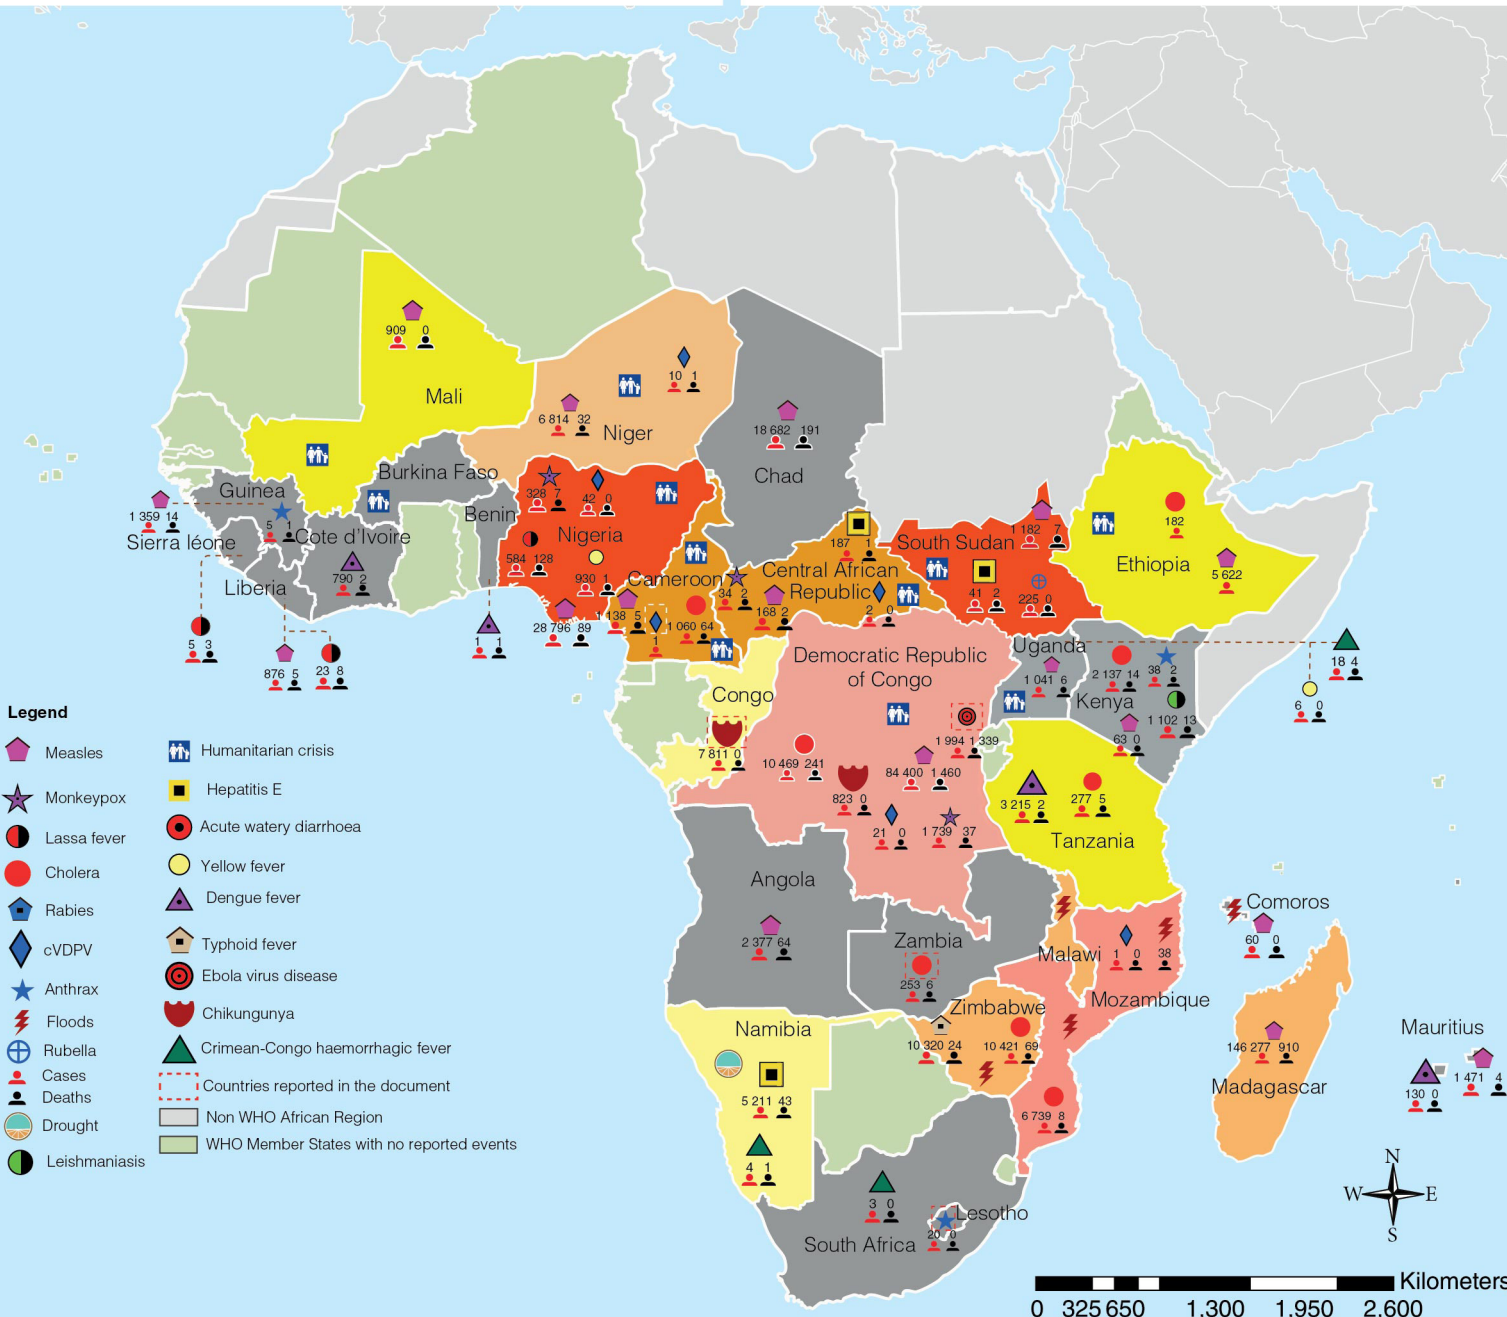 909 0
Mali
10 1
6 814 32
Niger
18 682 191
Chad
Burkina Faso
Guinea
Benin
1 359 14
Sierra léone
5 1
Cote d'Ivoire
790 2
Liberia
5 3
876 5
23 8
1 1
328 7
42 0
Nigeria
584 128
930 1
28 796 89
Cameroon
1 138 5
1
1 060 64
34 2
187 1
Central African
Republic
168 2
2 0
South Sudan
1 182 7
41 2
225 0
182
Ethiopia
5 622
Uganda
1 041 6
2 137 14
38 2
Kenya
1 102 13
63 0
18 4
6 0
Democratic Republic
of Congo
Congo
7 811 0
10 469 241
1 994 1 339
84 400 1 460
823 0
21 0
1 739 37
3 215 2
277 5
Tanzania
Angola
2 377 64
Zambia
253 6
Malawi
1 0
38
Mozambique
Comoros
60 0
Zimbabwe
10 320 24
10 421 69
6 739 8
Namibia
5 211 43
4 1
3 0
South Africa
Lesotho
20 0
146 277 910
Madagascar
Mauritius
1 471 4
130 0
Legend
Measles
Monkeypox
Lassa fever
Cholera
Rabies
cVDPV
Anthrax
Floods
Rubella
Cases
Deaths
Drought
Leishmaniasis
Humanitarian crisis
Hepatitis E
Acute watery diarrhoea
Yellow fever
Dengue fever
Typhoid fever
Ebola virus disease
Chikungunya
Crimean-Congo haemorrhagic fever
Countries reported in the document
Non WHO African Region
WHO Member States with no reported events
N
W E
S
Kilometers
0 325 650 1.300 1.950 2.600